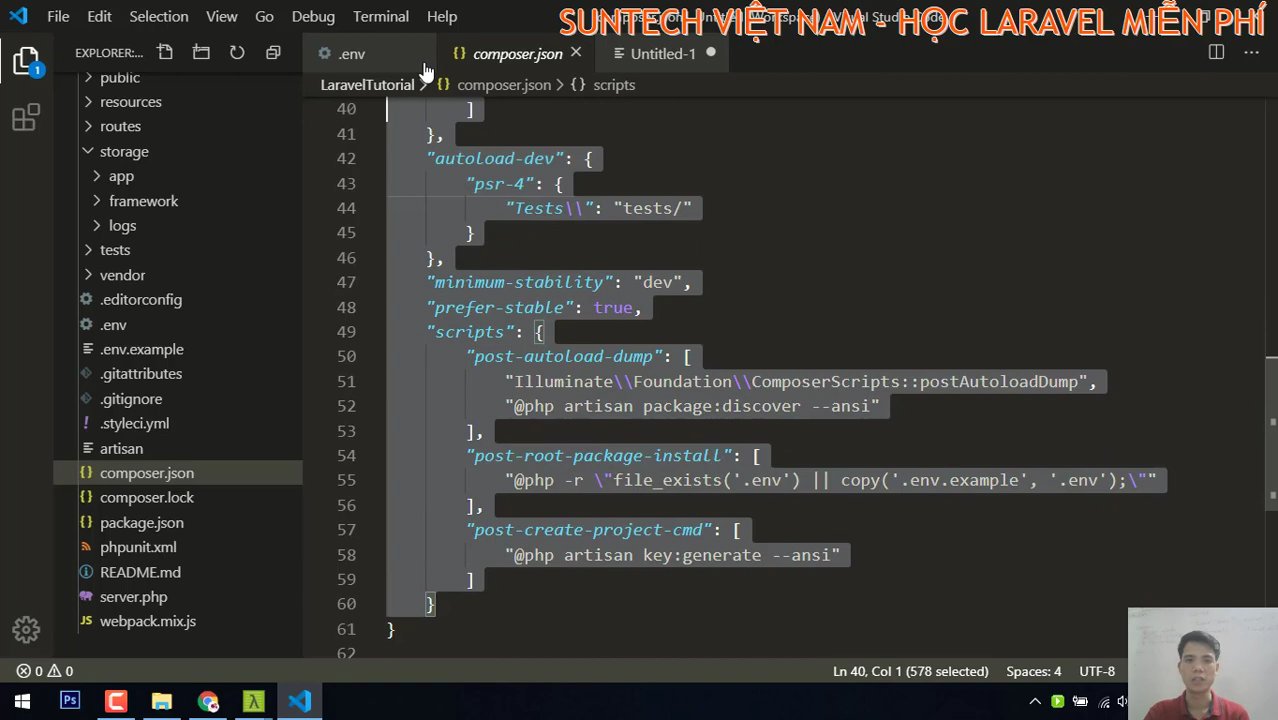 File Edit Selection View Go Debug Terminal Help
SUNTECH VIỆT NAM - HỌC LARAVEL MIỄN PHÍ
EXPLORER:...
.env
composer.json
Untitled-1
public
resources
routes
storage
app
framework
logs
tests
vendor
.editorconfig
.env
.env.example
.gitattributes
.gitignore
.styleci.yml
artisan
composer.json
composer.lock
package.json
phpunit.xml
README.md
server.php
webpack.mix.js
LaravelTutorial > {} composer.json > {} scripts
40 ]
41 },
42 "autoload-dev": {
43 "psr-4": {
44 "Tests\\": "tests/"
45 }
46 },
47 "minimum-stability": "dev",
48 "prefer-stable": true,
49 "scripts": {
50 "post-autoload-dump": [
51 "Illuminate\\Foundation\\ComposerScripts::postAutoloadDump",
52 "@php artisan package:discover --ansi"
53 ],
54 "post-root-package-install": [
55 "@php -r \"file_exists('.env') || copy('.env.example', '.env');\""
56 ],
57 "post-create-project-cmd": [
58 "@php artisan key:generate --ansi"
59 ]
60 }
61 }
62
0 0
Ln 40, Col 1 (578 selected) Spaces: 4 UTF-8